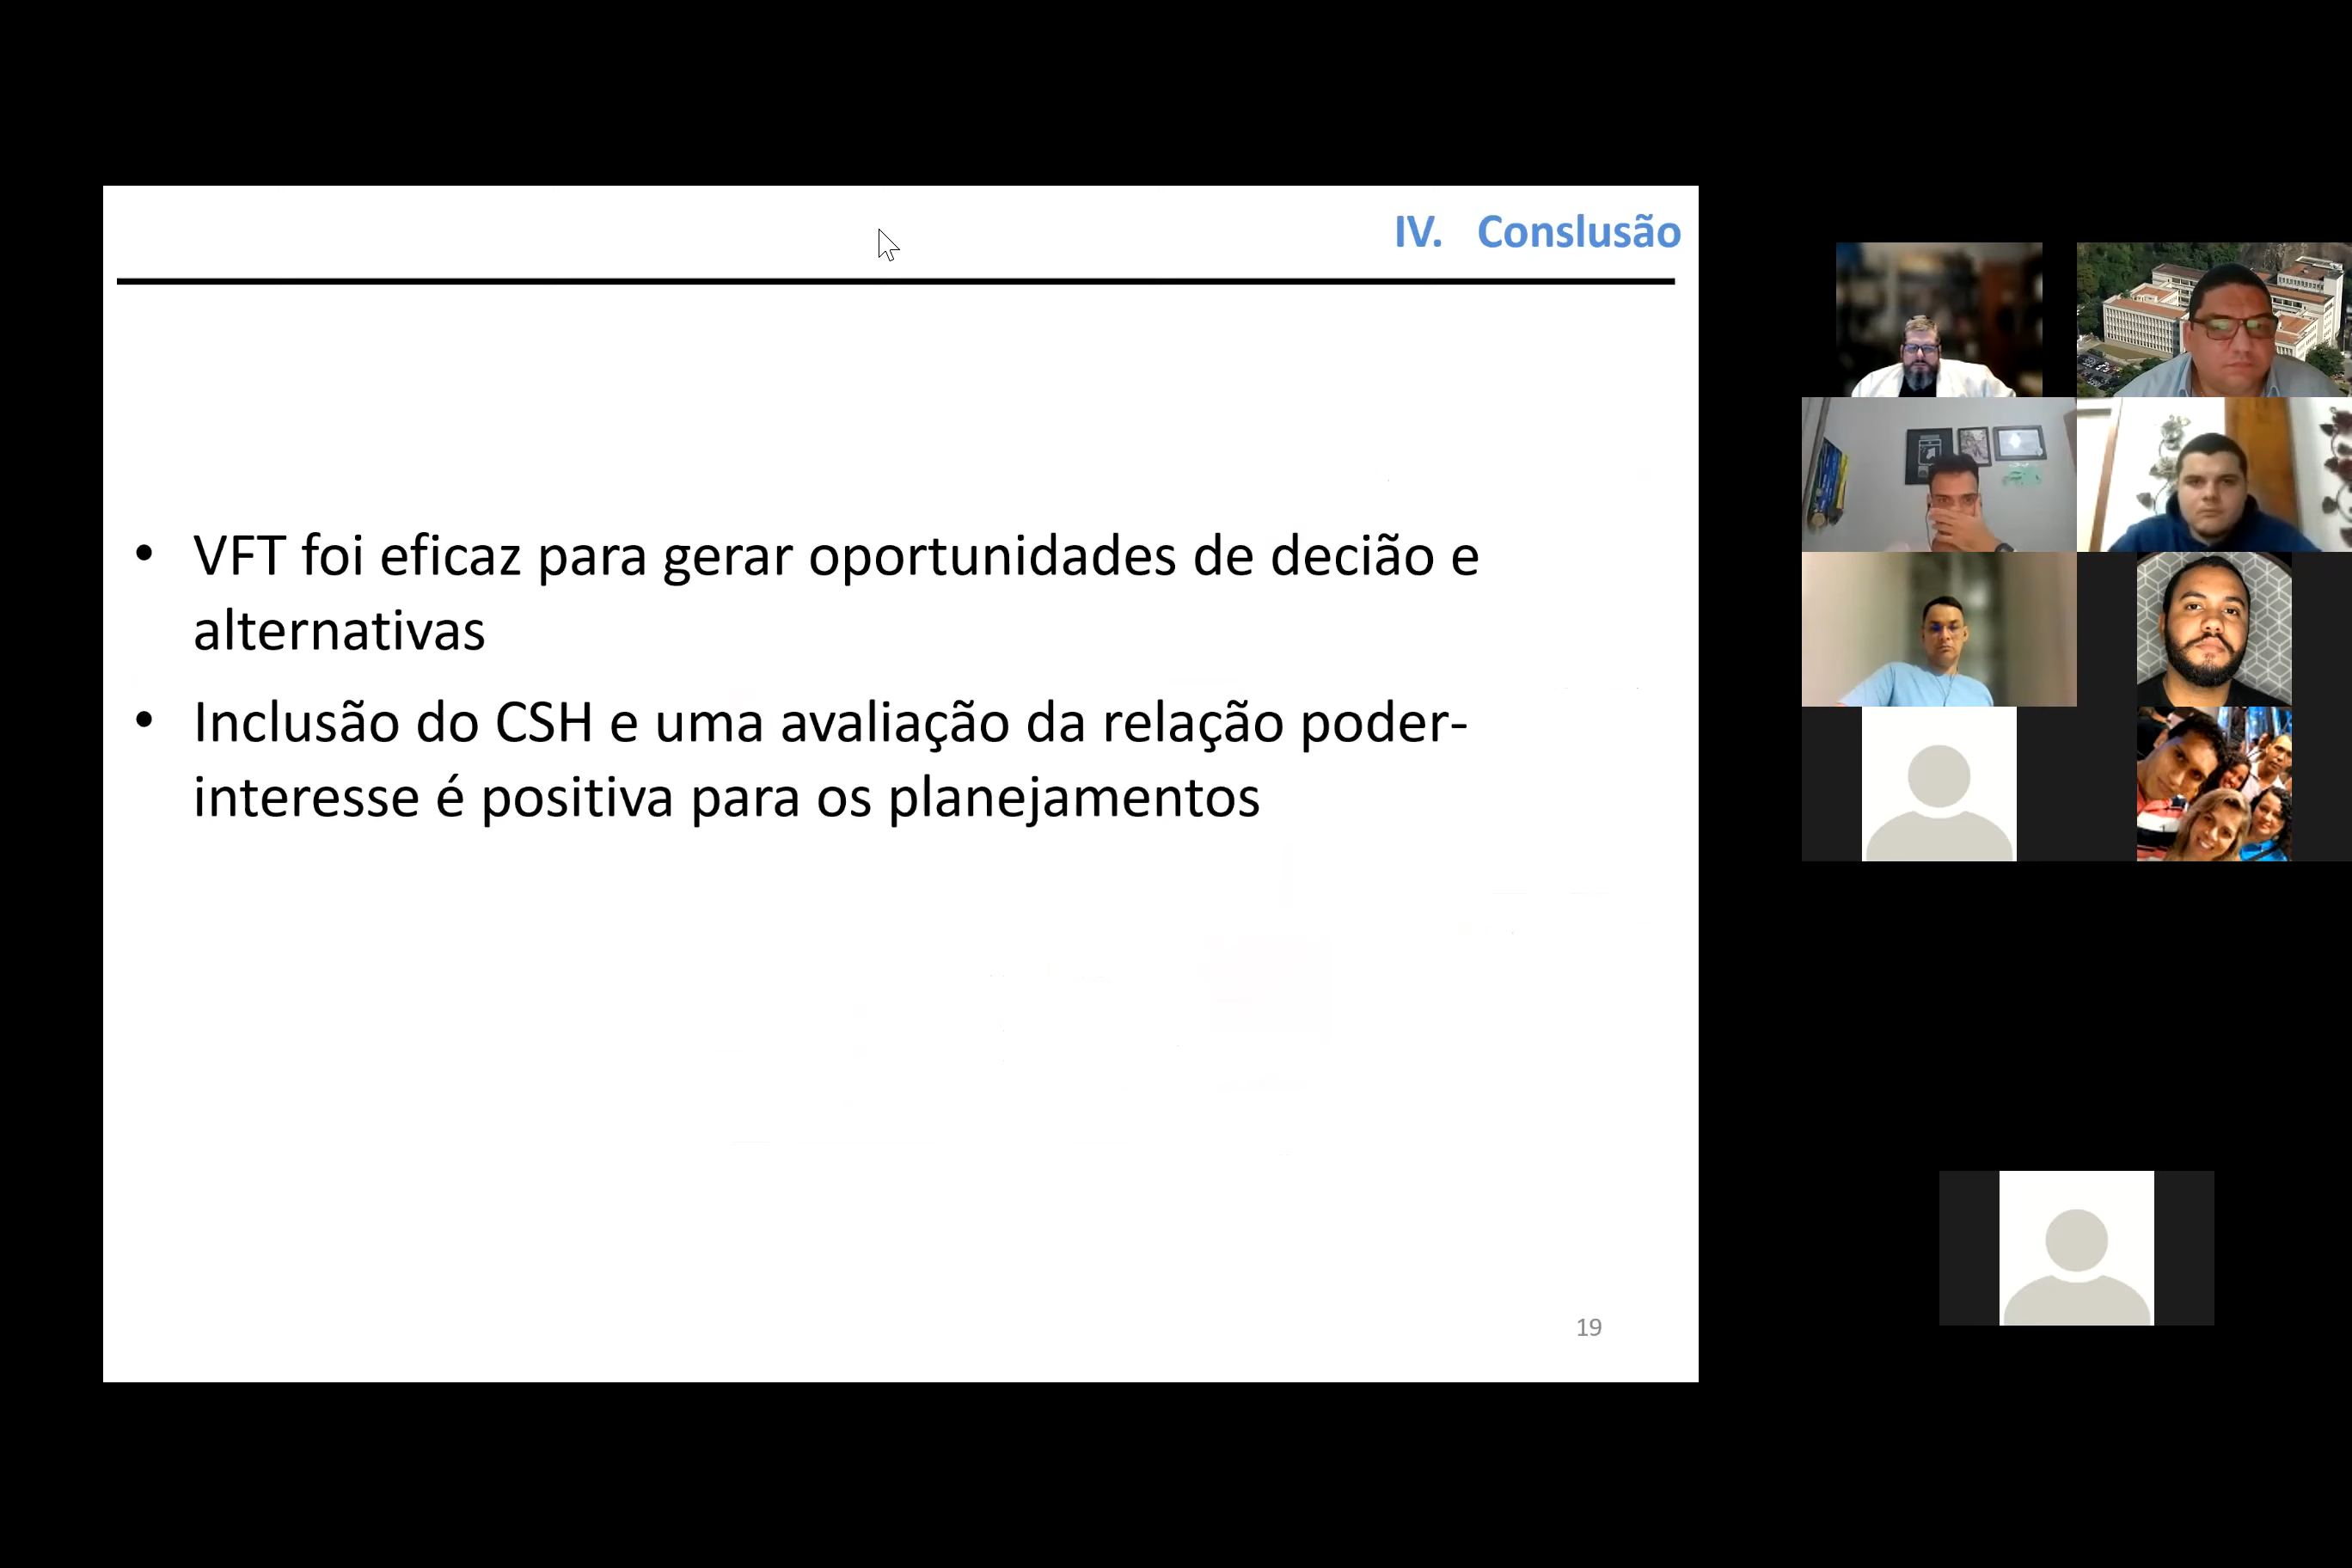 IV. Conslusão
• VFT foi eficaz para gerar oportunidades de decião e
alternativas
• Inclusão do CSH e uma avaliação da relação poder-
interesse é positiva para os planejamentos
19